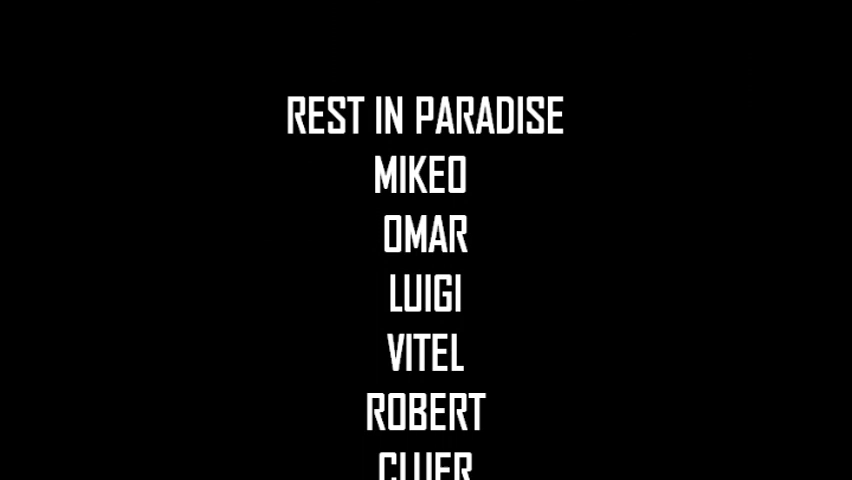 REST IN PARADISE
MIKEO
OMAR
LUIGI
VITEL
ROBERT